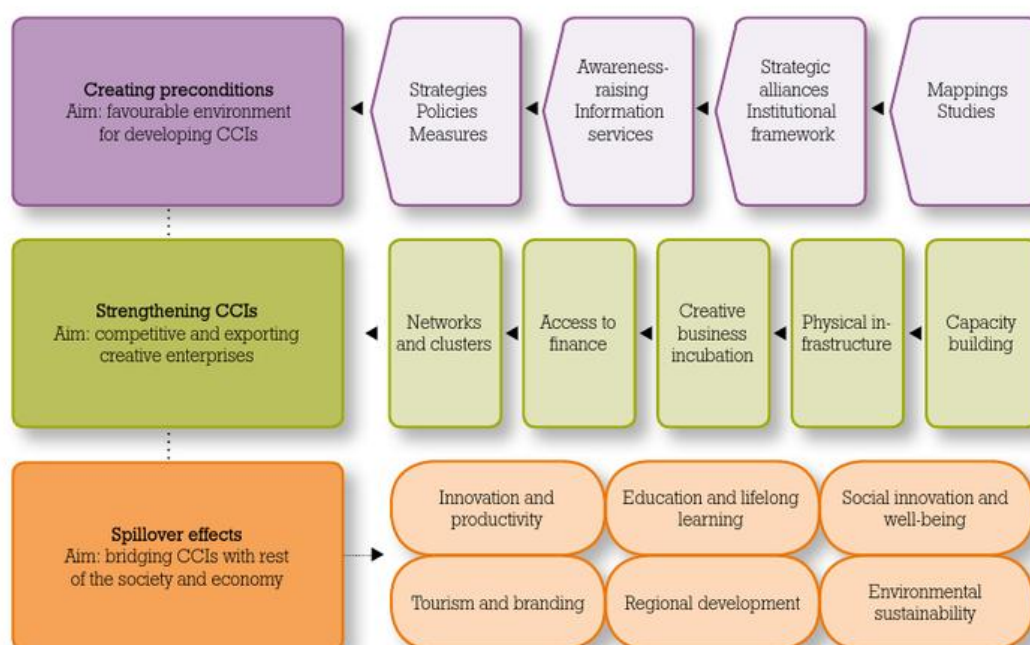 Creating preconditions
Aim: favourable environment
for developing CCIs
Strategies
Policies
Measures
Awareness-
raising
Information
services
Strategic
alliances
Institutional
framework
Mappings
Studies
Strengthening CCIs
Aim: competitive and exporting
creative enterprises
Networks
and clusters
Access to
finance
Creative
business
incubation
Physical in-
frastructure
Capacity
building
Spillover effects
Aim: bridging CCIs with rest
of the society and economy
Innovation and
productivity
Education and lifelong
learning
Social innovation and
well-being
Tourism and branding
Regional development
Environmental
sustainability